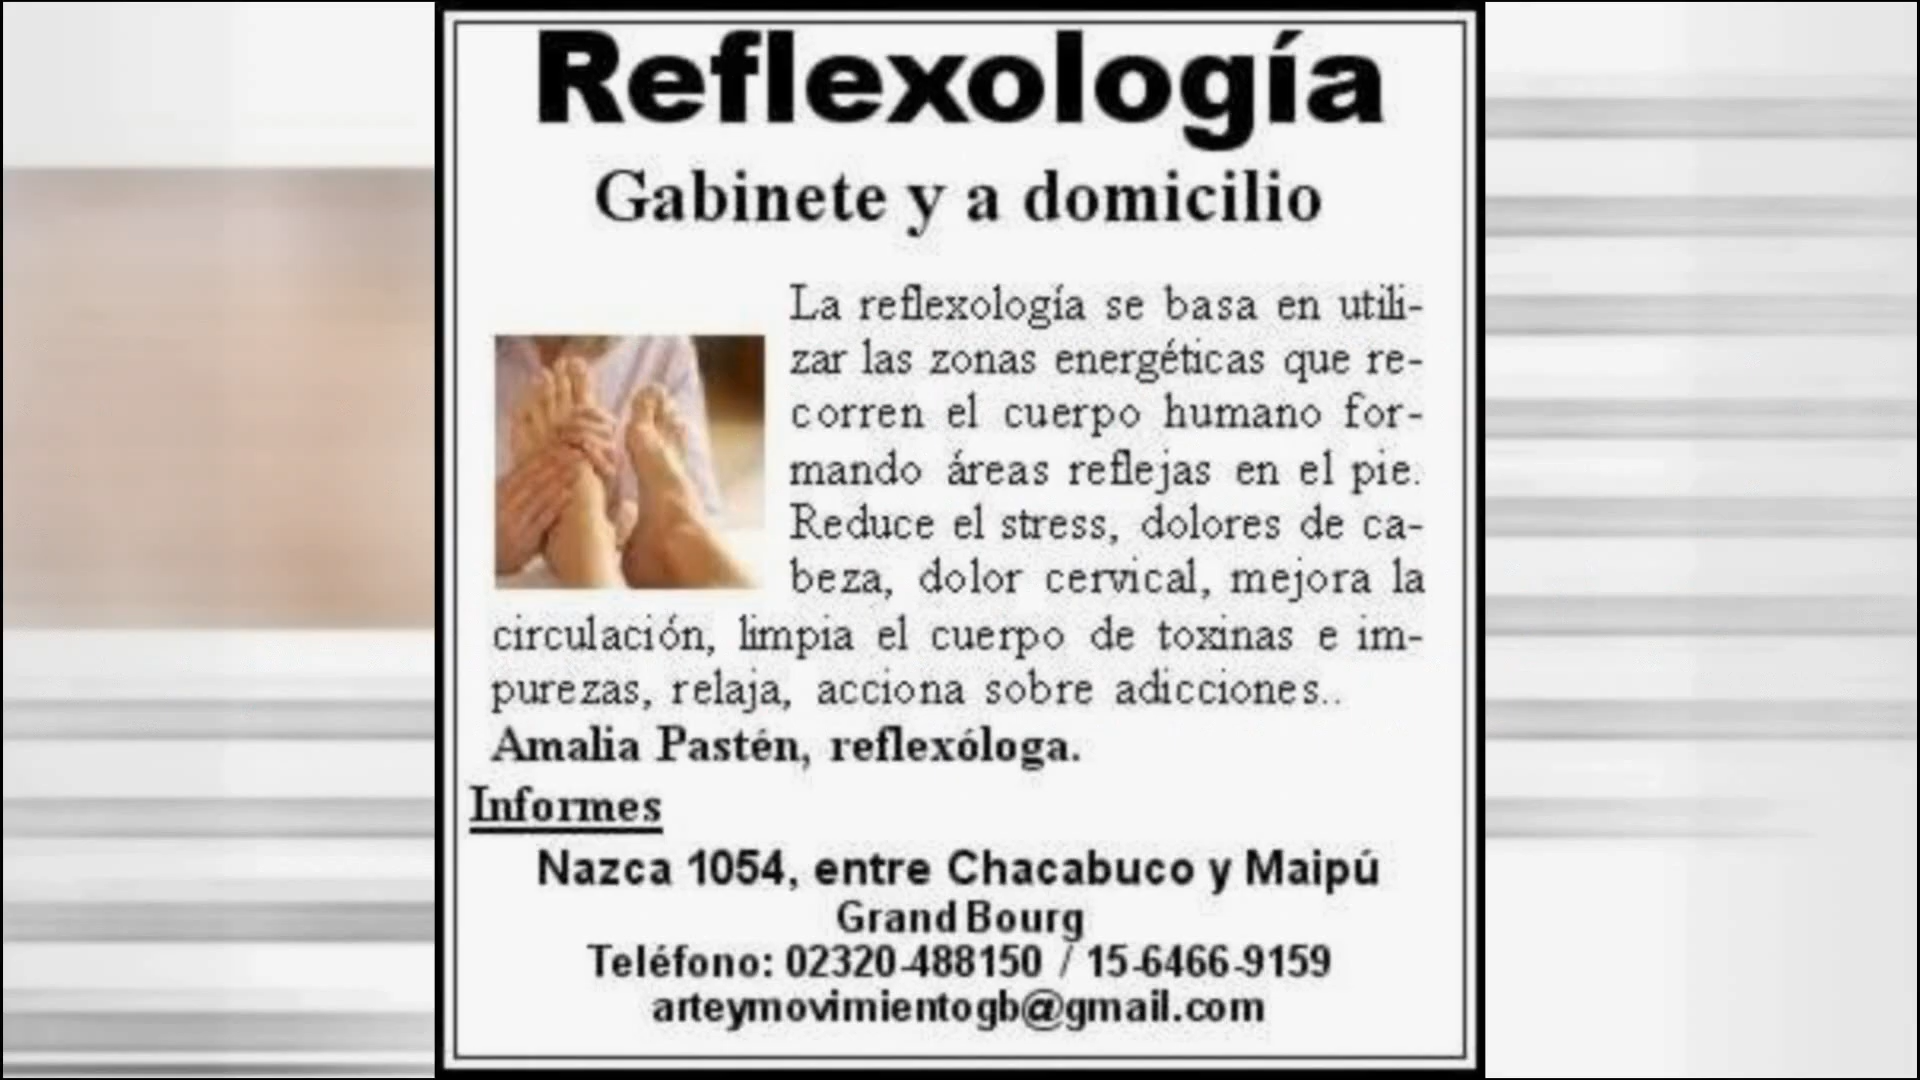 Reflexología
Gabinete y a domicilio
La reflexología se basa en utili-
zar las zonas energéticas que re-
corren el cuerpo humano for-
mando áreas reflejas en el pie.
Reduce el stress, dolores de ca-
beza, dolor cervical, mejora la
circulación, limpia el cuerpo de toxinas e im-
purezas, relaja, acciona sobre adicciones..
Amalia Pastén, reflexóloga.
Informes
Nazca 1054, entre Chacabuco y Maipú
Grand Bourg
Teléfono: 02320-488150 / 15-6466-9159
arteymovimientogb@gmail.com